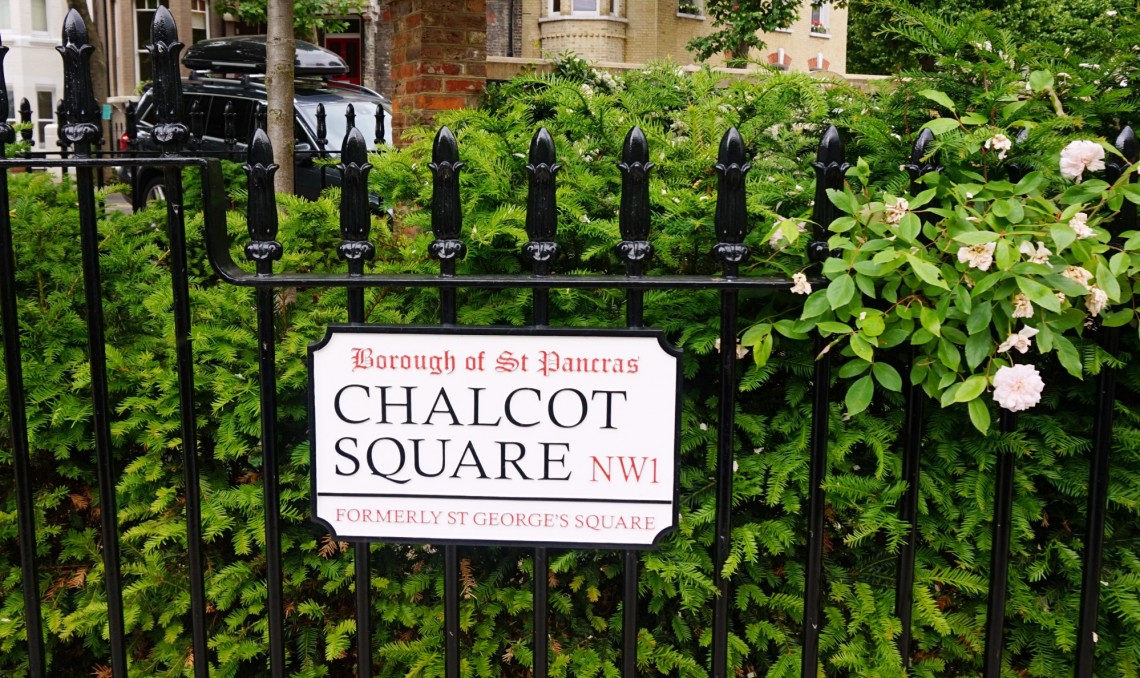 Borough of St Pancras
CHALCOT
SQUARE NW1
FORMERLY ST GEORGE'S SQUARE